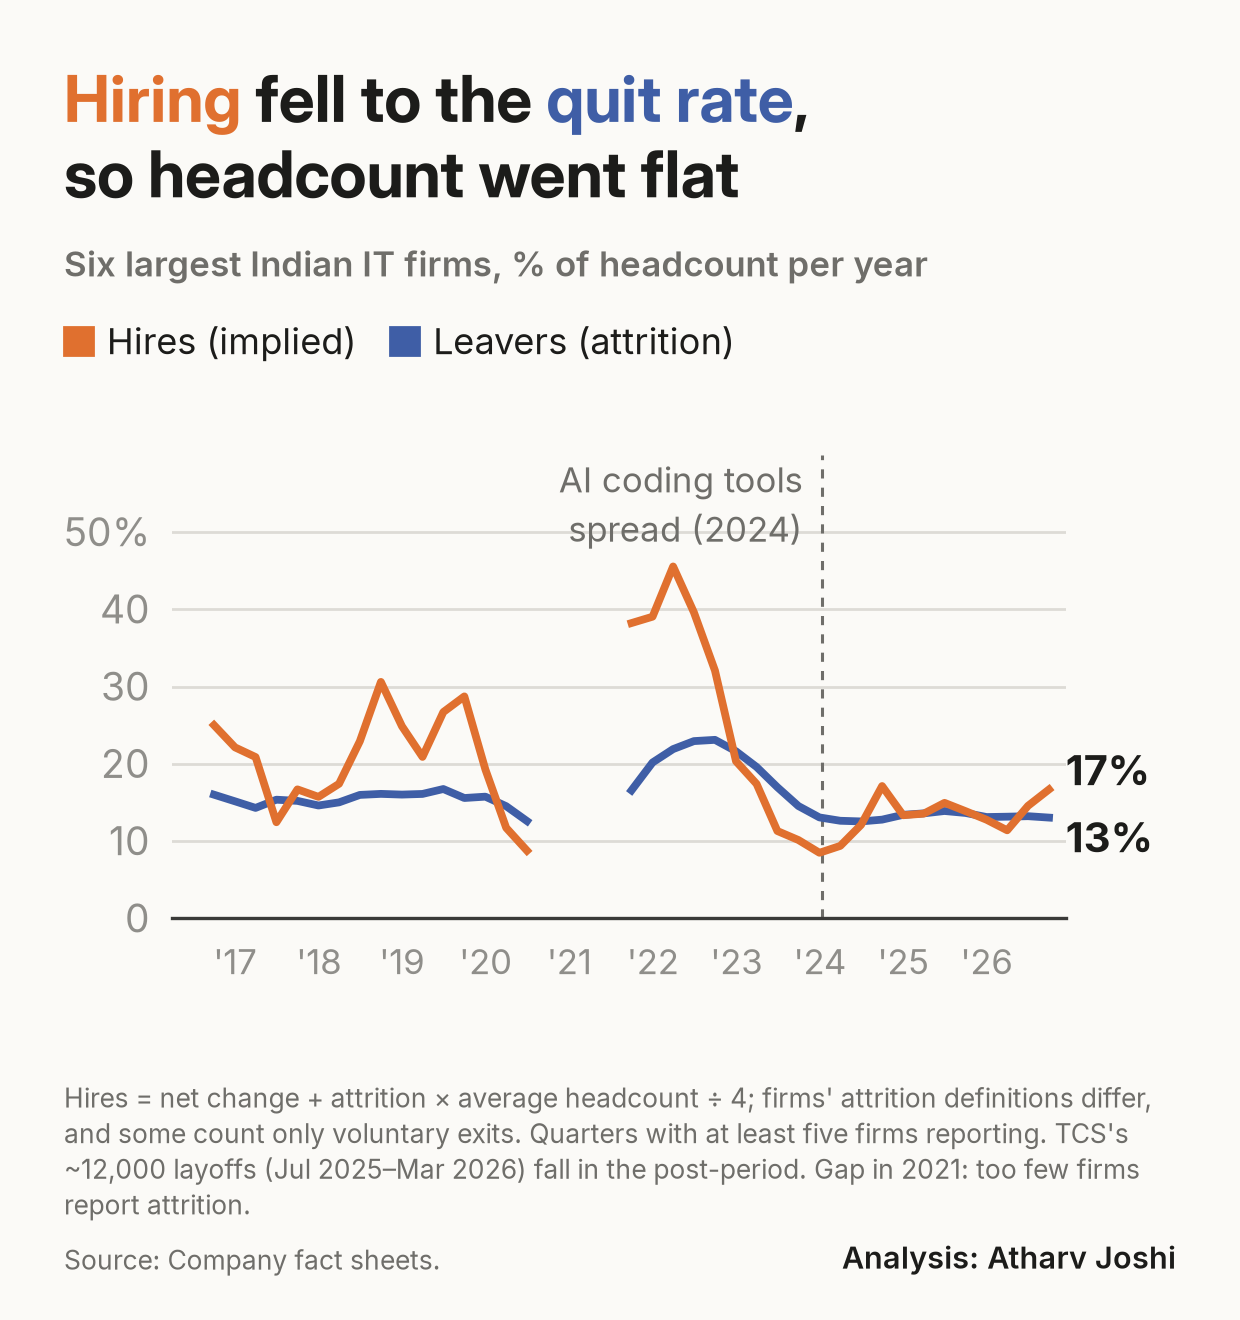 Hiring fell to the quit rate,
so headcount went flat
Six largest Indian IT firms, % of headcount per year
Hires (implied) Leavers (attrition)
AI coding tools
spread (2024)
50%
40
30
20
10
0
17%
13%
'17 '18 '19 '20 '21 '22 '23 '24 '25 '26
Hires = net change + attrition × average headcount ÷ 4; firms' attrition definitions differ,
and some count only voluntary exits. Quarters with at least five firms reporting. TCS's
~12,000 layoffs (Jul 2025–Mar 2026) fall in the post-period. Gap in 2021: too few firms
report attrition.
Source: Company fact sheets.
Analysis: Atharv Joshi